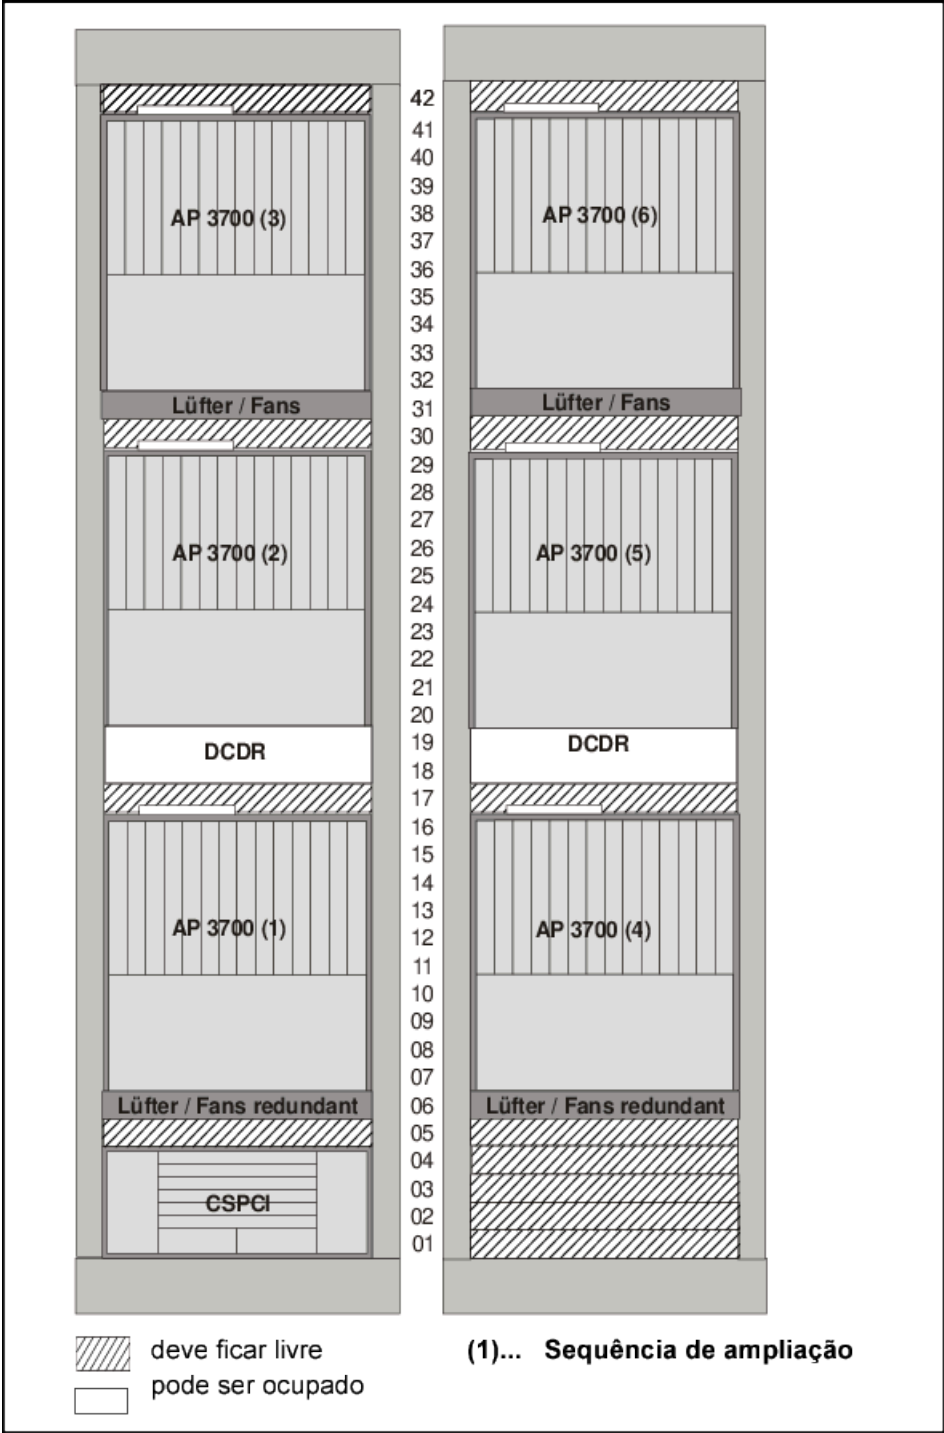 42
41
40
39
38
37
36
35
34
33
32
31
30
29
28
27
26
25
24
23
22
21
20
19
18
17
16
15
14
13
12
11
10
09
08
07
06
05
04
03
02
01
AP 3700 (3)
Lüfter / Fans
AP 3700 (2)
DCDR
AP 3700 (1)
Lüfter / Fans redundant
CSPCI
AP 3700 (6)
Lüfter / Fans
AP 3700 (5)
DCDR
AP 3700 (4)
Lüfter / Fans redundant
deve ficar livre
pode ser ocupado
(1)... Sequência de ampliação